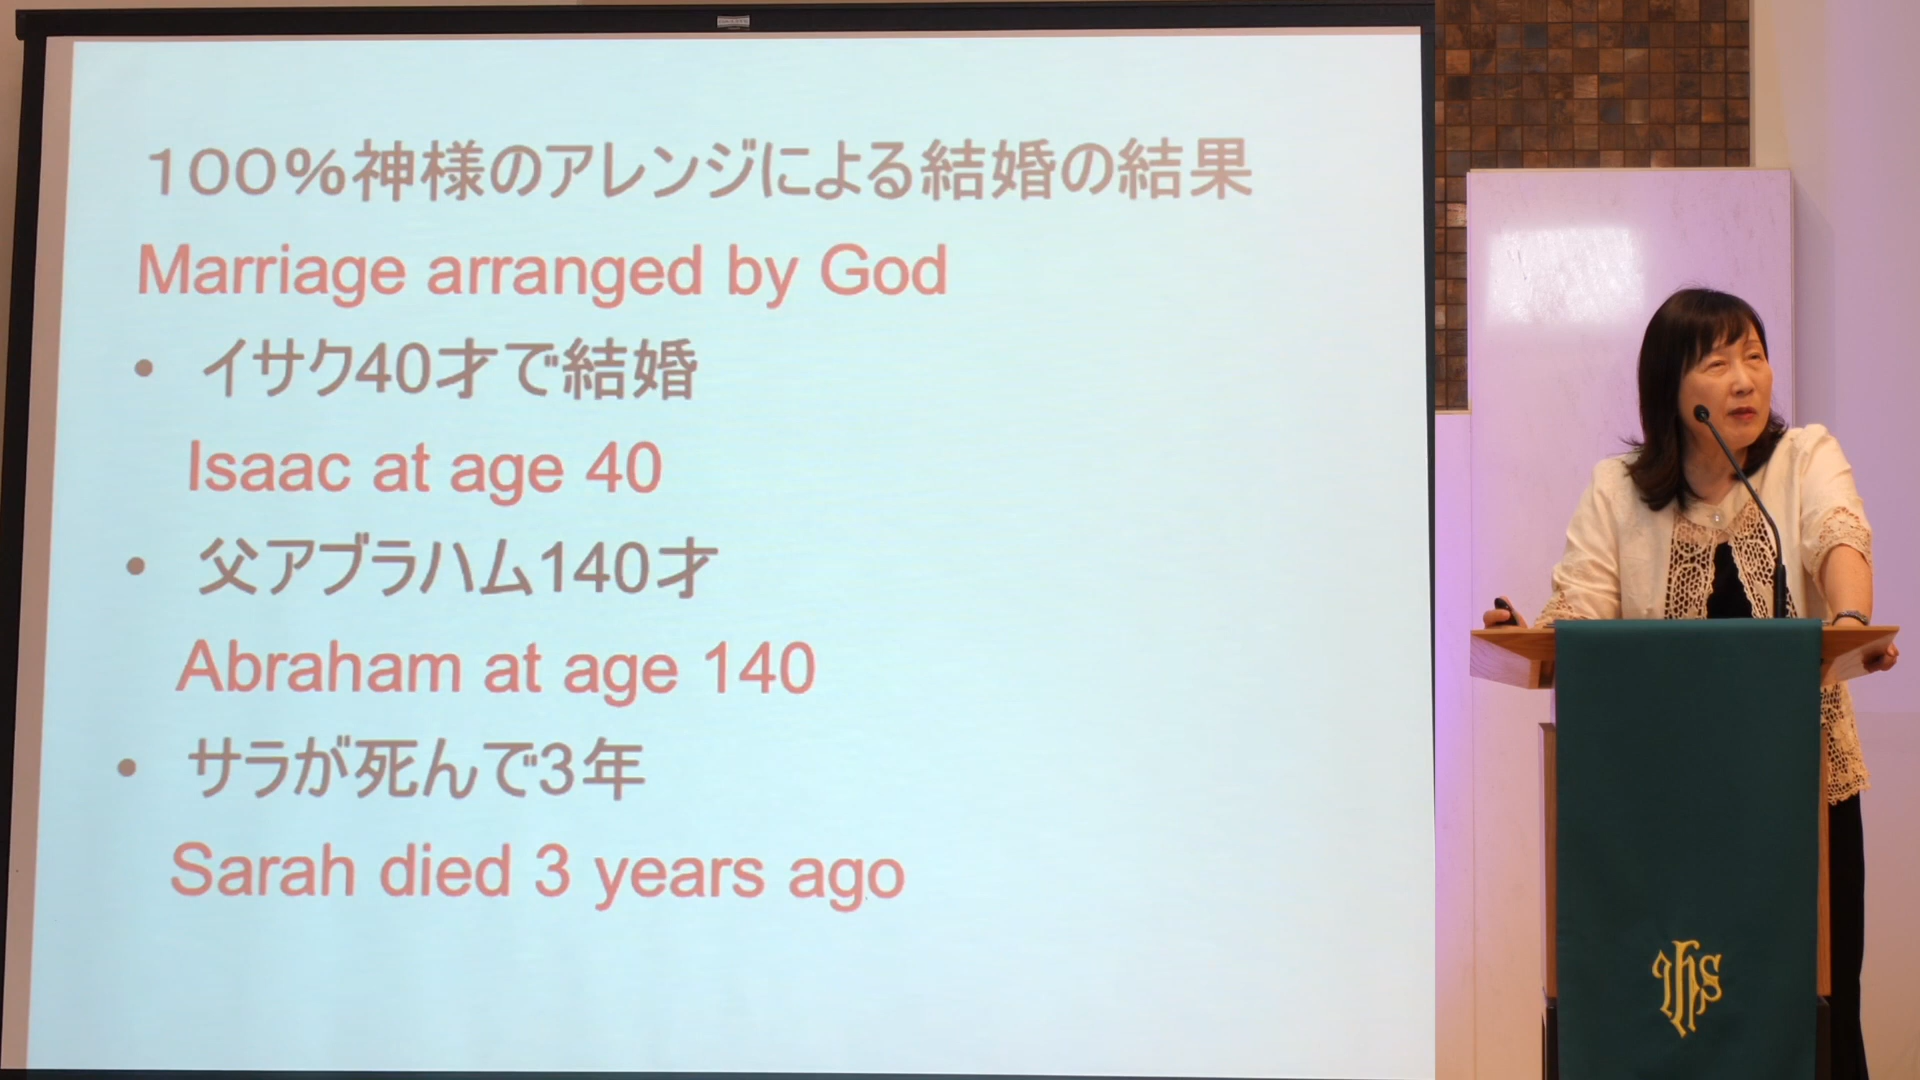 １００％神様のアレンジによる結婚の結果
Marriage arranged by God
• イサク40才で結婚
Isaac at age 40
• 父アブラハム140才
Abraham at age 140
• サラが死んで3年
Sarah died 3 years ago
IHS